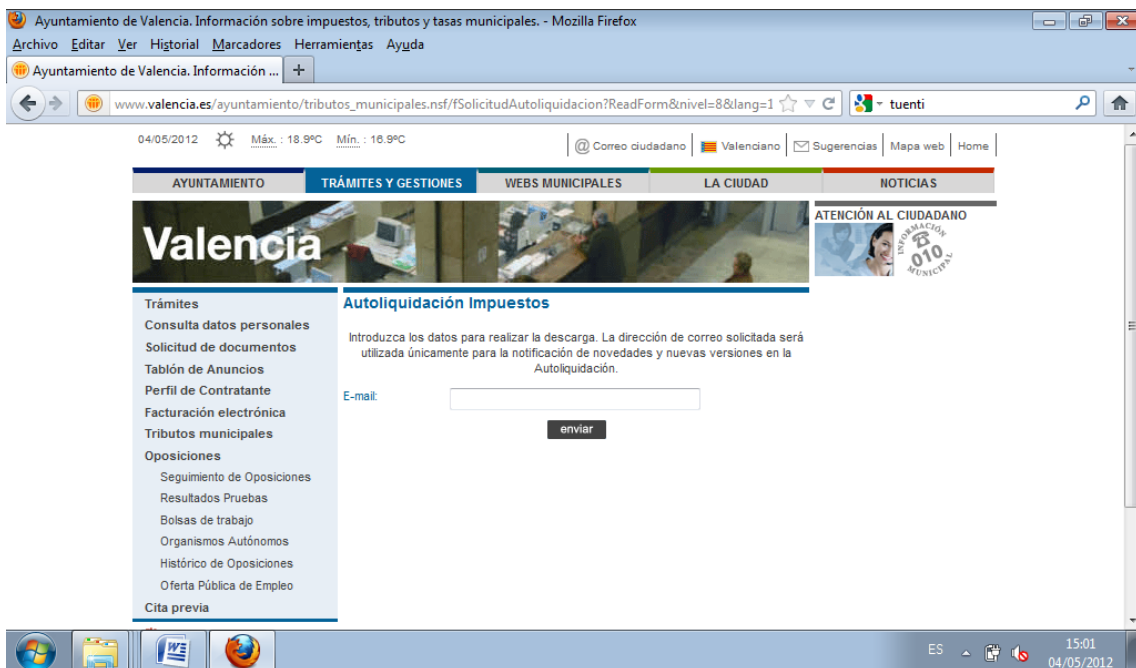 Ayuntamiento de Valencia. Información sobre impuestos, tributos y tasas municipales. - Mozilla Firefox
Archivo Editar Ver Historial Marcadores Herramientas Ayuda
Ayuntamiento de Valencia. Información ... +
www.valencia.es/ayuntamiento/tributos_municipales.nsf/fSolicitudAutoliquidacion?ReadForm&nivel=8&lang=1 tuenti
04/05/2012 Máx. : 18.9ºC Mín. : 16.9ºC
@ Correo ciudadano Valenciano Sugerencias Mapa web Home
AYUNTAMIENTO TRÁMITES Y GESTIONES WEBS MUNICIPALES LA CIUDAD NOTICIAS
Valencia
ATENCIÓN AL CIUDADANO
INFORMACIÓN
010
MUNICIPAL
Trámites
Consulta datos personales
Solicitud de documentos
Tablón de Anuncios
Perfil de Contratante
Facturación electrónica
Tributos municipales
Oposiciones
Seguimiento de Oposiciones
Resultados Pruebas
Bolsas de trabajo
Organismos Autónomos
Histórico de Oposiciones
Oferta Pública de Empleo
Cita previa
Autoliquidación Impuestos
Introduzca los datos para realizar la descarga. La dirección de correo solicitada será
utilizada únicamente para la notificación de novedades y nuevas versiones en la
Autoliquidación.
E-mail:
enviar
ES 15:01
04/05/2012